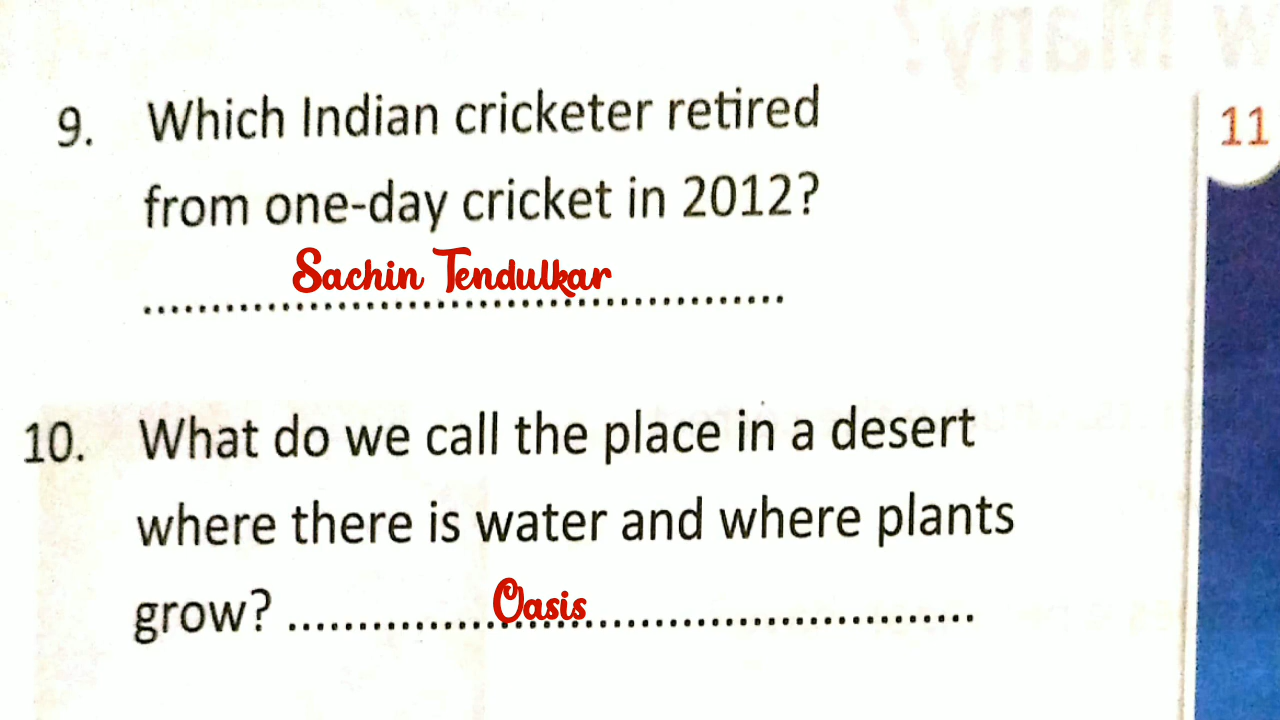 9. Which Indian cricketer retired
from one-day cricket in 2012?
Sachin Tendulkar
11
10. What do we call the place in a desert
where there is water and where plants
grow? ........................ Oasis ........................